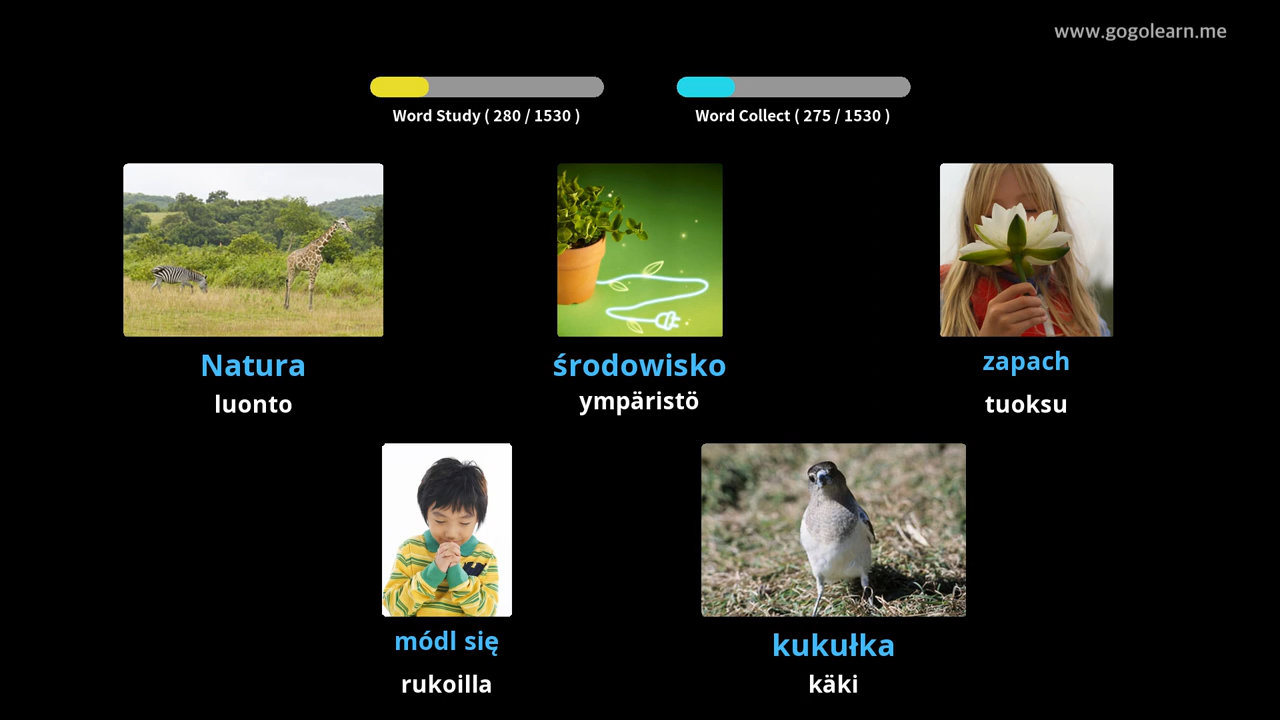 www.gogolearn.me
Word Study ( 280 / 1530 )
Word Collect ( 275 / 1530 )
Natura
luonto
środowisko
ympäristö
zapach
tuoksu
módl się
rukoilla
kukułka
käki